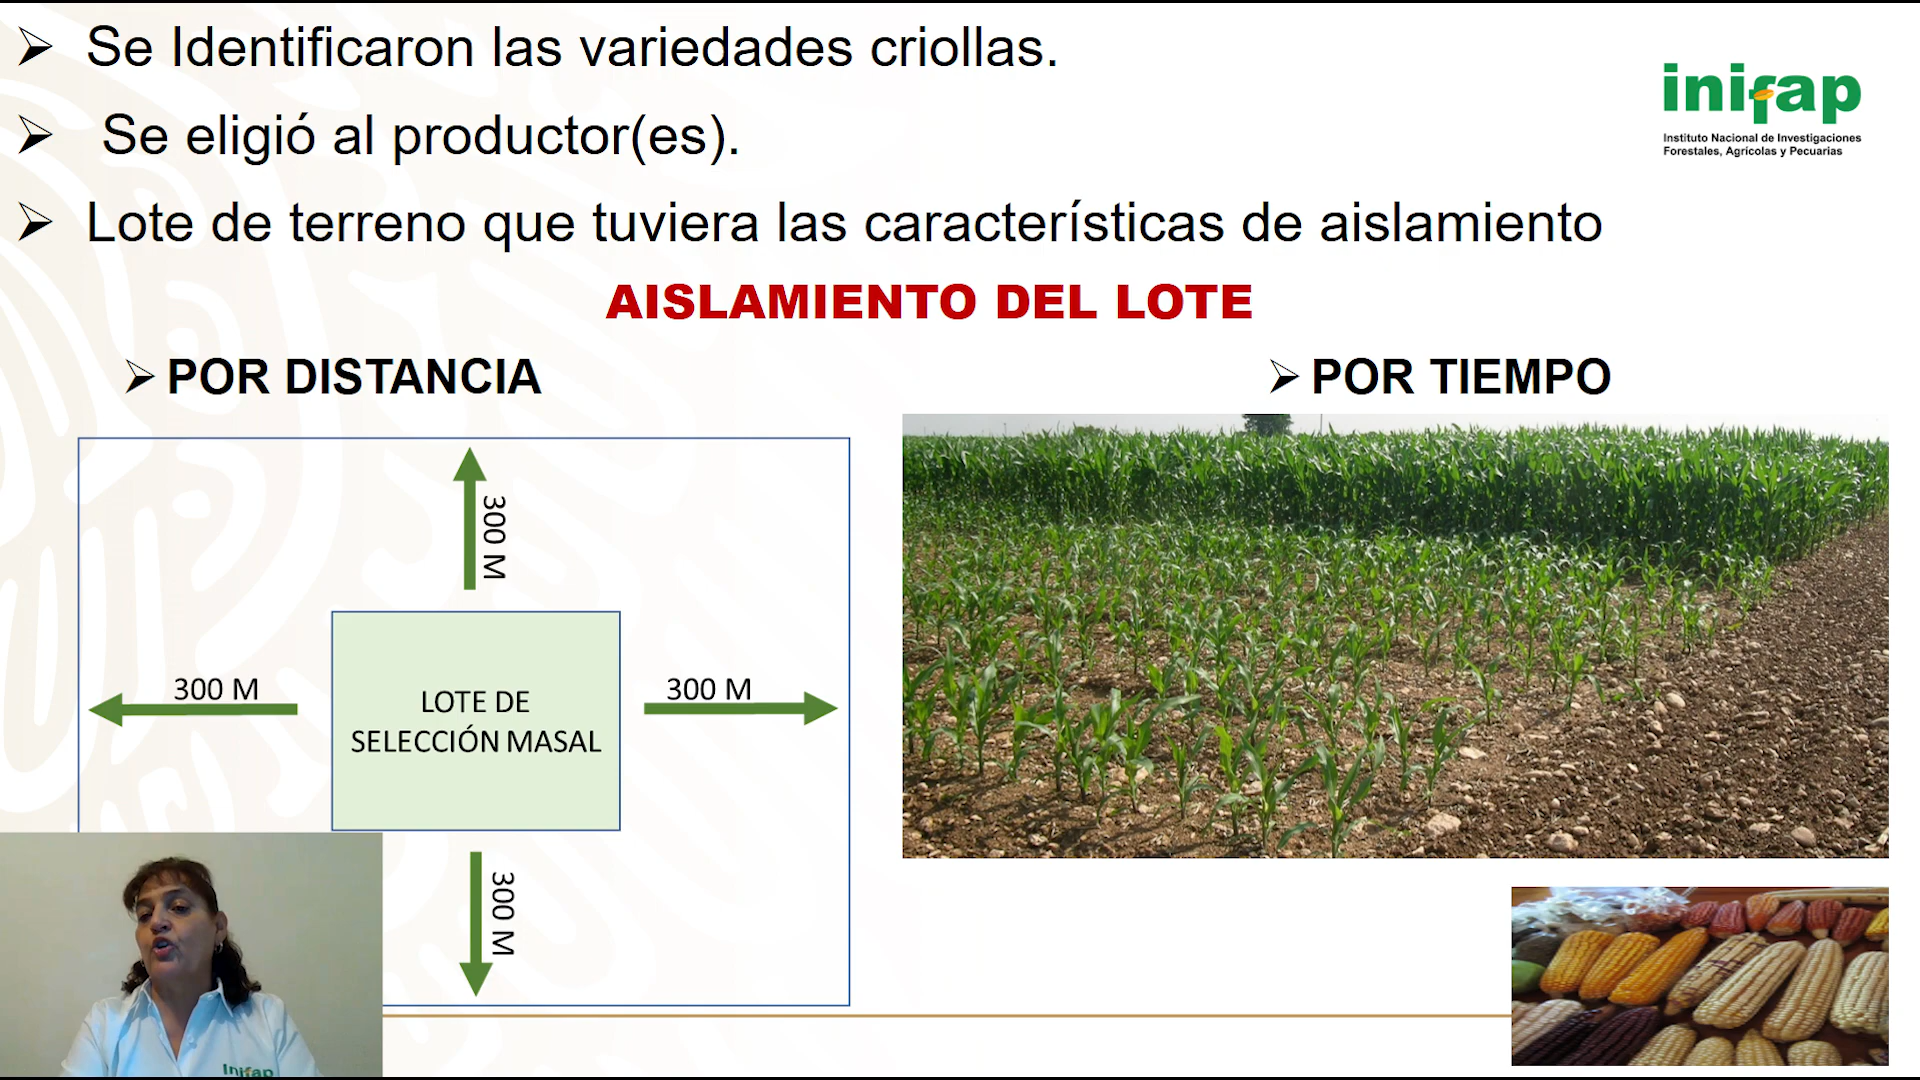 Se Identificaron las variedades criollas.
Se eligió al productor(es).
Lote de terreno que tuviera las características de aislamiento
inifap
Instituto Nacional de Investigaciones
Forestales, Agrícolas y Pecuarias
AISLAMIENTO DEL LOTE
POR DISTANCIA
POR TIEMPO
300 M
300 M
300 M
LOTE DE
SELECCIÓN MASAL
300 M
Inifap